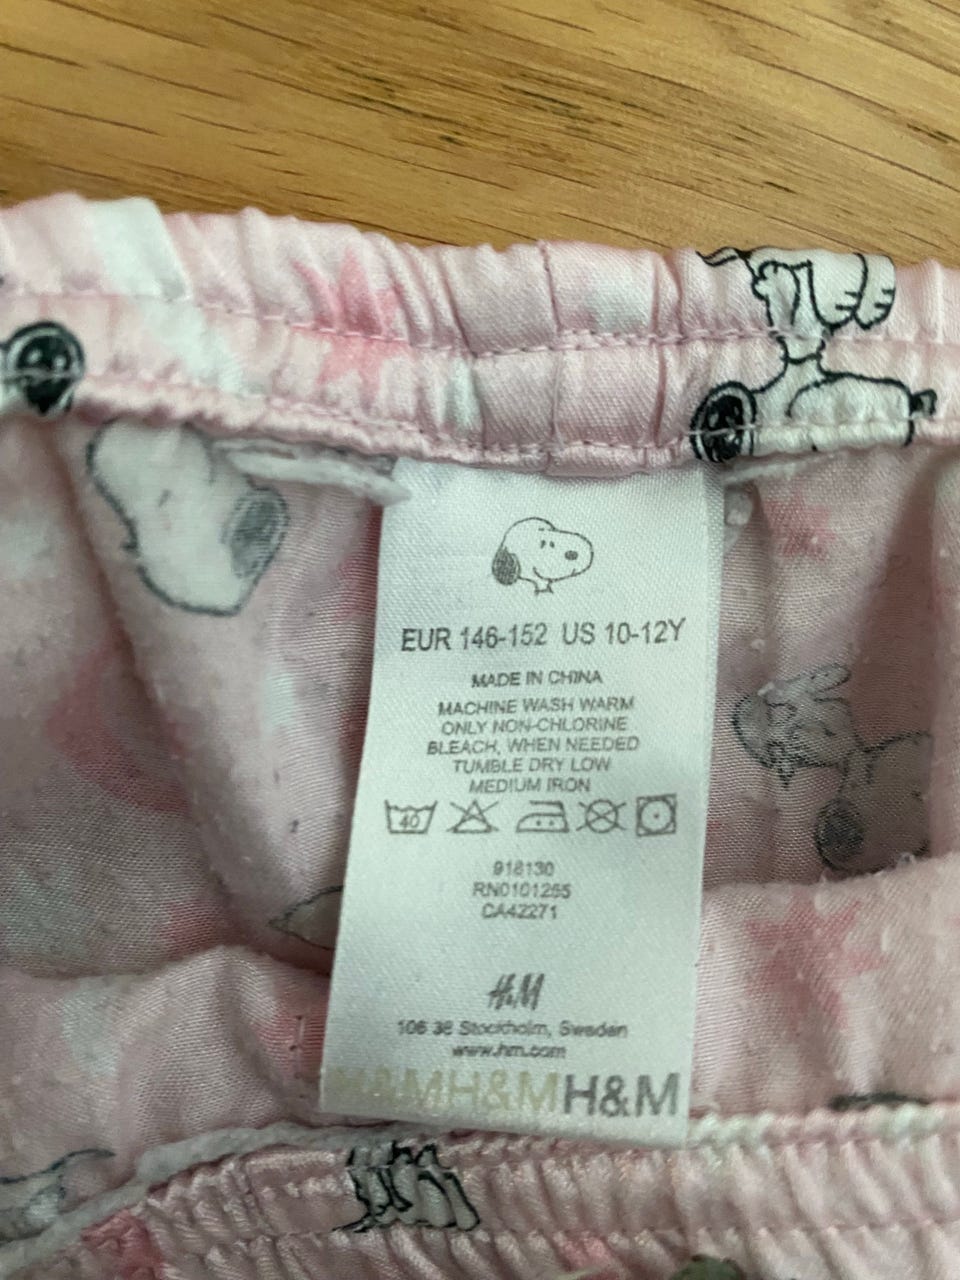 EUR 146-152 US 10-12Y
MADE IN CHINA
MACHINE WASH WARM
ONLY NON-CHLORINE
BLEACH, WHEN NEEDED
TUMBLE DRY LOW
MEDIUM IRON
40
918130
RN0101255
CA42271
H&M
106 38 Stockholm, Sweden
www.hm.com
H&MH&MH&M